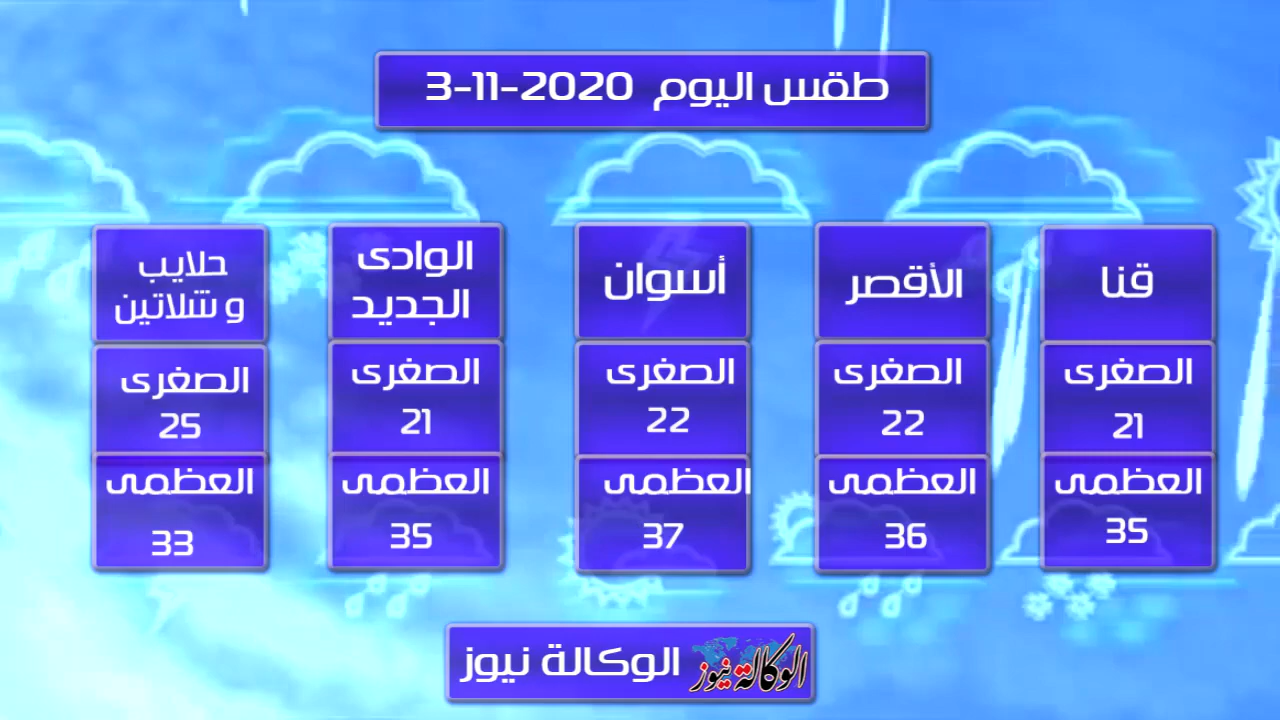 طقس اليوم 3-11-2020
قنا
الصغرى
21
العظمى
35
الأقصر
الصغرى
22
العظمى
36
أسوان
الصغرى
22
العظمى
37
الوادى
الجديد
الصغرى
21
العظمى
35
حلايب
و شلاتين
الصغرى
25
العظمى
33
الوكالة نيوز الوكالة نيوز